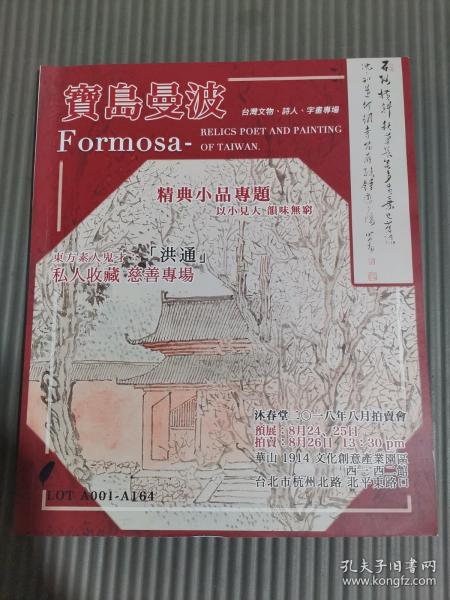 寶島曼波
台灣文物、詩人、字畫專場
Formosa-
RELICS POET AND PAINTING
OF TAIWAN.
精典小品專題
以小見大 韻味無窮
東方素人鬼才:「洪通」
私人收藏 慈善專場
沐春堂 二〇一八年八月拍賣會
預展:8月24、25日
拍賣:8月26日 13:30 pm
華山 1914 文化創意產業園區
西一.西二館
台北市杭州北路 北平東路口
LOT A001-A164
孔夫子旧书网
www.kongfz.com